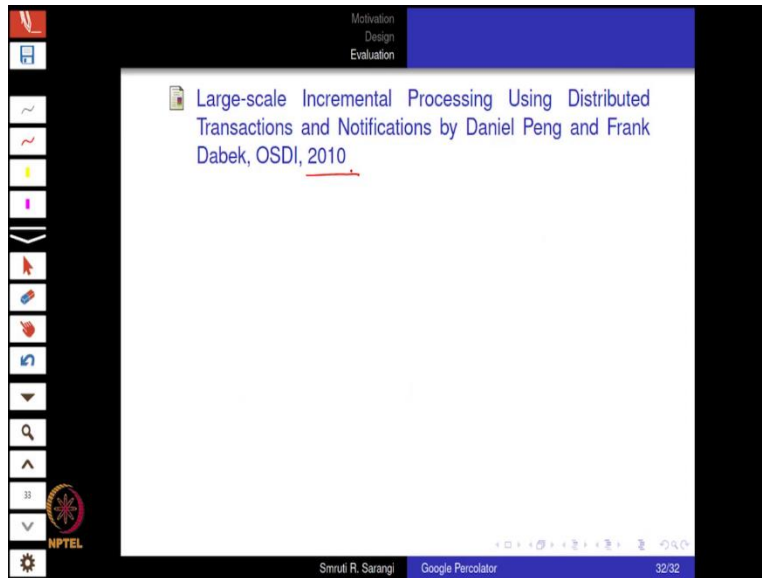 Motivation
Design
Evaluation
Large-scale Incremental Processing Using Distributed
Transactions and Notifications by Daniel Peng and Frank
Dabek, OSDI, 2010
33
NPTEL
Smruti R. Sarangi Google Percolator 32/32